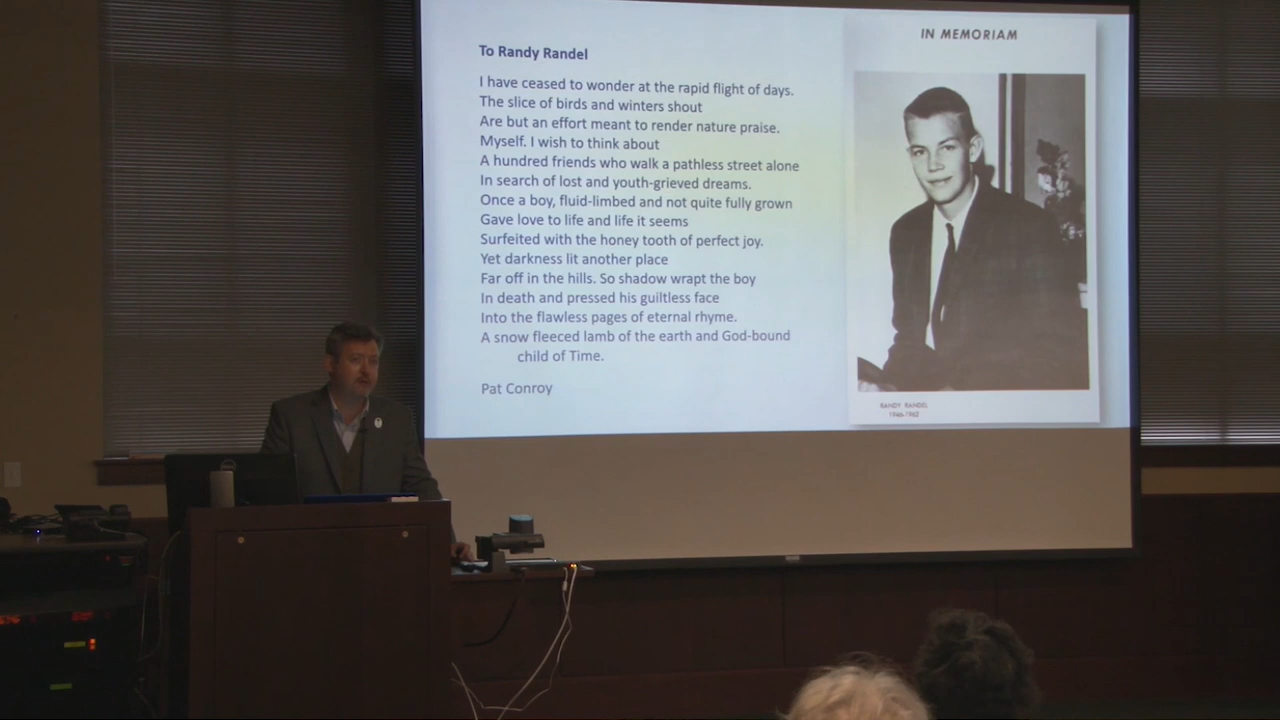 To Randy Randel
I have ceased to wonder at the rapid flight of days.
The slice of birds and winters shout
Are but an effort meant to render nature praise.
Myself. I wish to think about
A hundred friends who walk a pathless street alone
In search of lost and youth-grieved dreams.
Once a boy, fluid-limbed and not quite fully grown
Gave love to life and life it seems
Surfeited with the honey tooth of perfect joy.
Yet darkness lit another place
Far off in the hills. So shadow wrapt the boy
In death and pressed his guiltless face
Into the flawless pages of eternal rhyme.
A snow fleeced lamb of the earth and God-bound
child of Time.
Pat Conroy
IN MEMORIAM
RANDY RANDEL
1946-1962